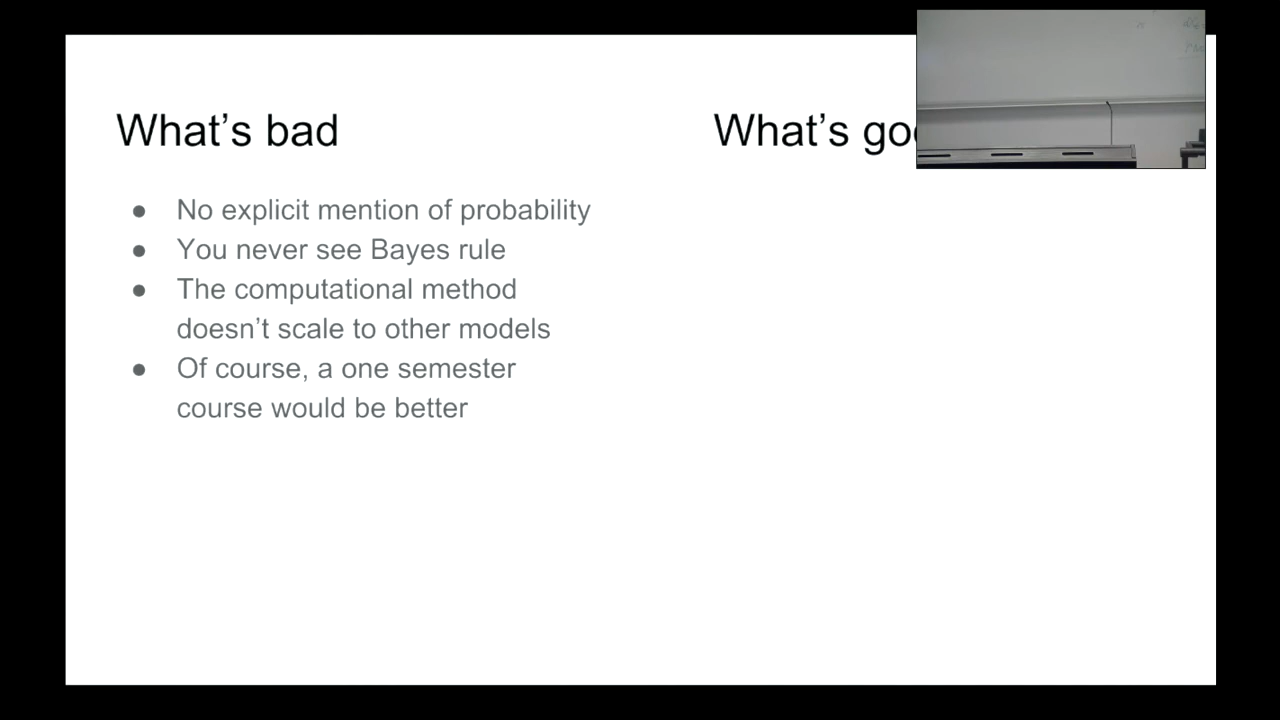 What's bad
● No explicit mention of probability
● You never see Bayes rule
● The computational method
doesn't scale to other models
● Of course, a one semester
course would be better
What's